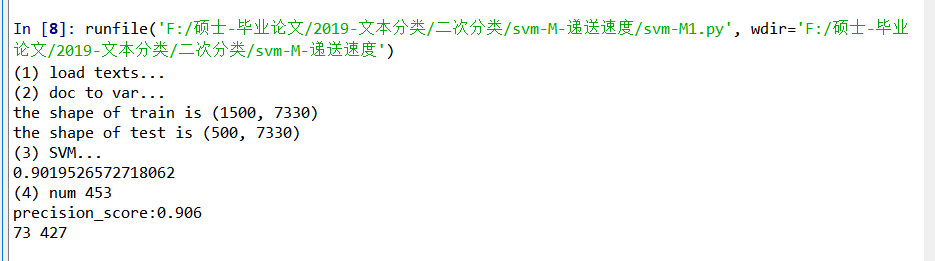 In [8]: runfile('F:/硕士-毕业论文/2019-文本分类/二次分类/svm-M-递送速度/svm-M1.py', wdir='F:/硕士-毕业
论文/2019-文本分类/二次分类/svm-M-递送速度')
(1) load texts...
(2) doc to var...
the shape of train is (1500, 7330)
the shape of test is (500, 7330)
(3) SVM...
0.9019526572718062
(4) num 453
precision_score:0.906
73 427